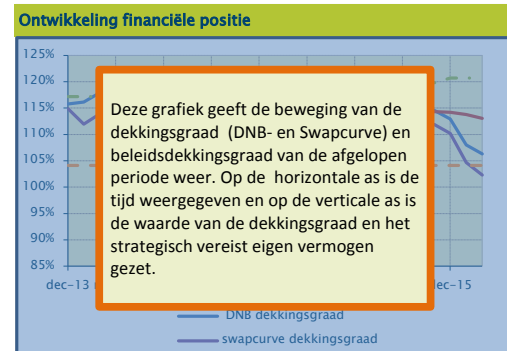 Ontwikkeling financiële positie
125%
120%
115%
110%
105%
100%
95%
90%
85%
Deze grafiek geeft de beweging van de
dekkingsgraad (DNB- en Swapcurve) en
beleidsdekkingsgraad van de afgelopen
periode weer. Op de horizontale as is de
tijd weergegeven en op de verticale as is
de waarde van de dekkingsgraad en het
strategisch vereist eigen vermogen
gezet.
dec-13
dec-15
DNB dekkingsgraad
swapcurve dekkingsgraad